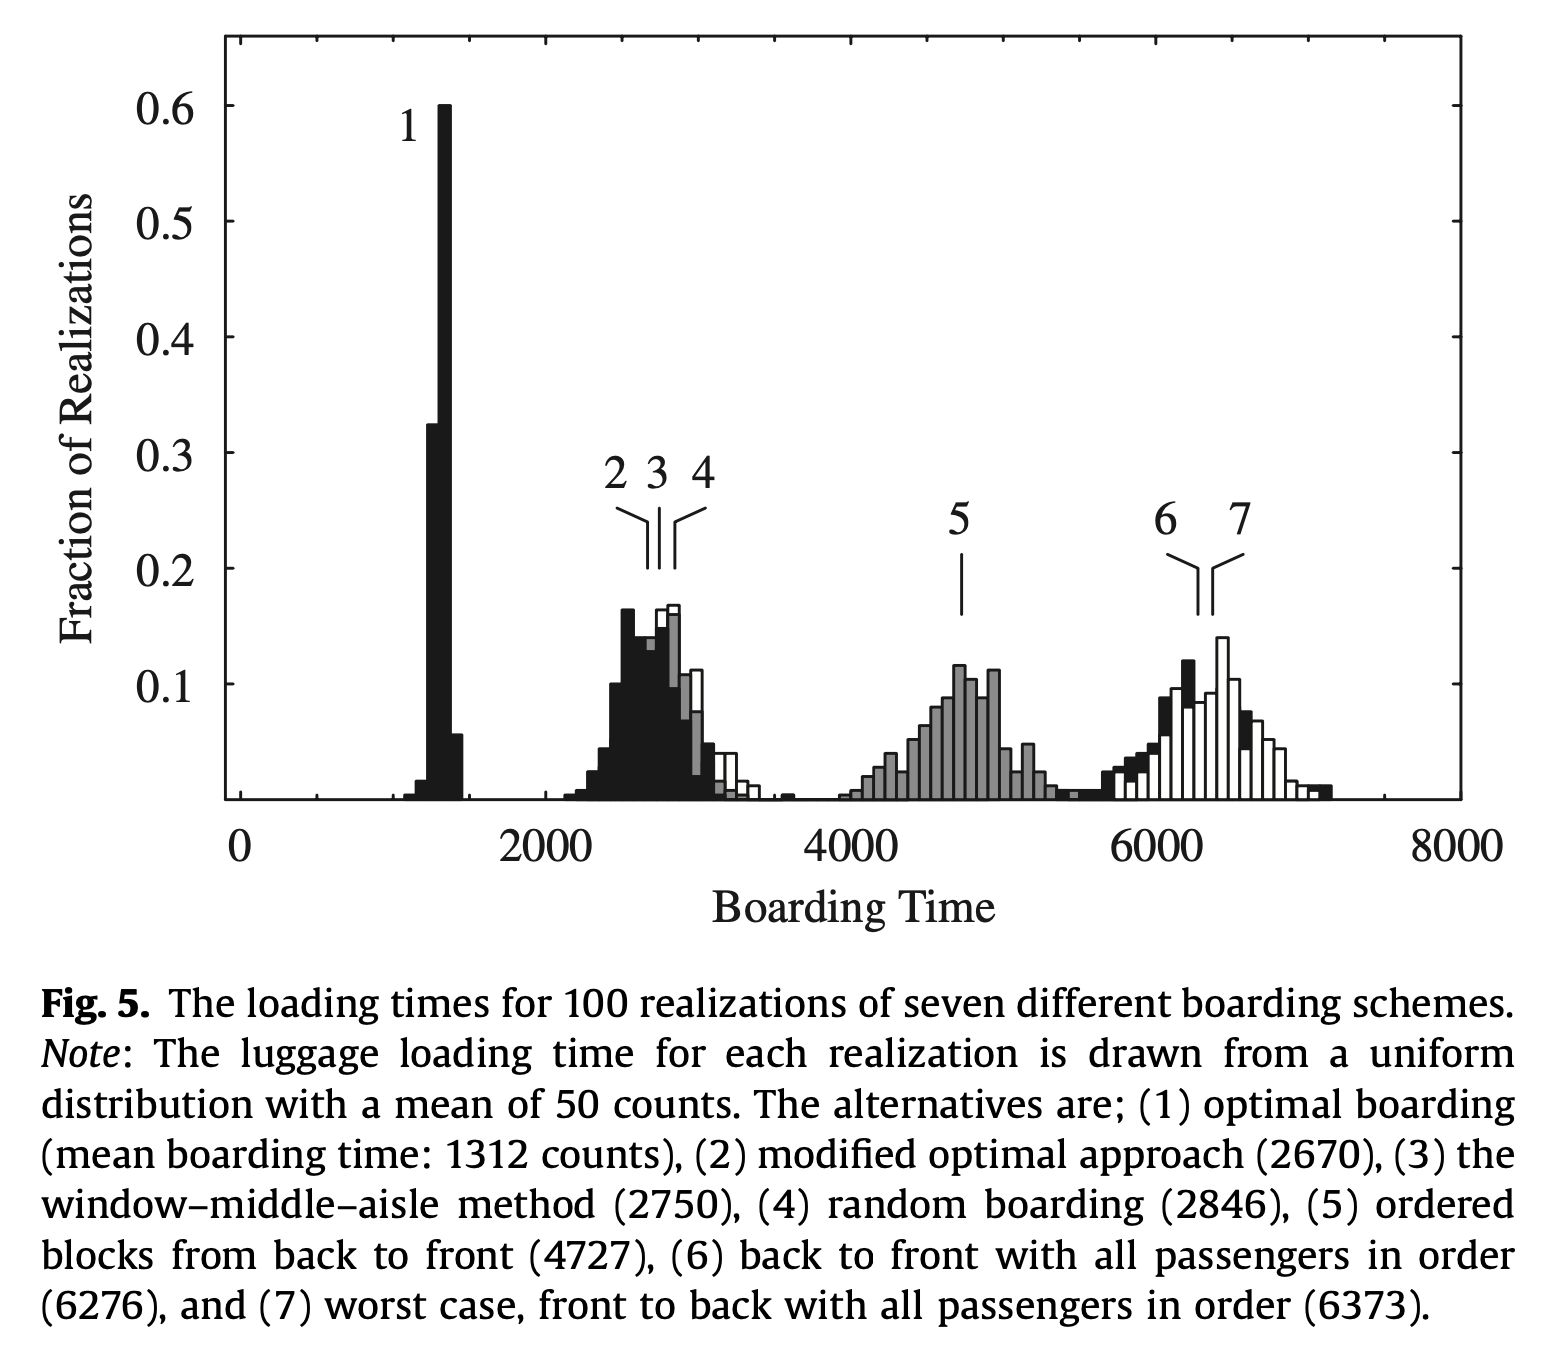 0.6
0.5
0.4
0.3
0.2
0.1
Fraction of Realizations
1
2 3 4
5
6 7
0 2000 4000 6000 8000
Boarding Time
Fig. 5. The loading times for 100 realizations of seven different boarding schemes.
Note: The luggage loading time for each realization is drawn from a uniform
distribution with a mean of 50 counts. The alternatives are; (1) optimal boarding
(mean boarding time: 1312 counts), (2) modified optimal approach (2670), (3) the
window–middle–aisle method (2750), (4) random boarding (2846), (5) ordered
blocks from back to front (4727), (6) back to front with all passengers in order
(6276), and (7) worst case, front to back with all passengers in order (6373).